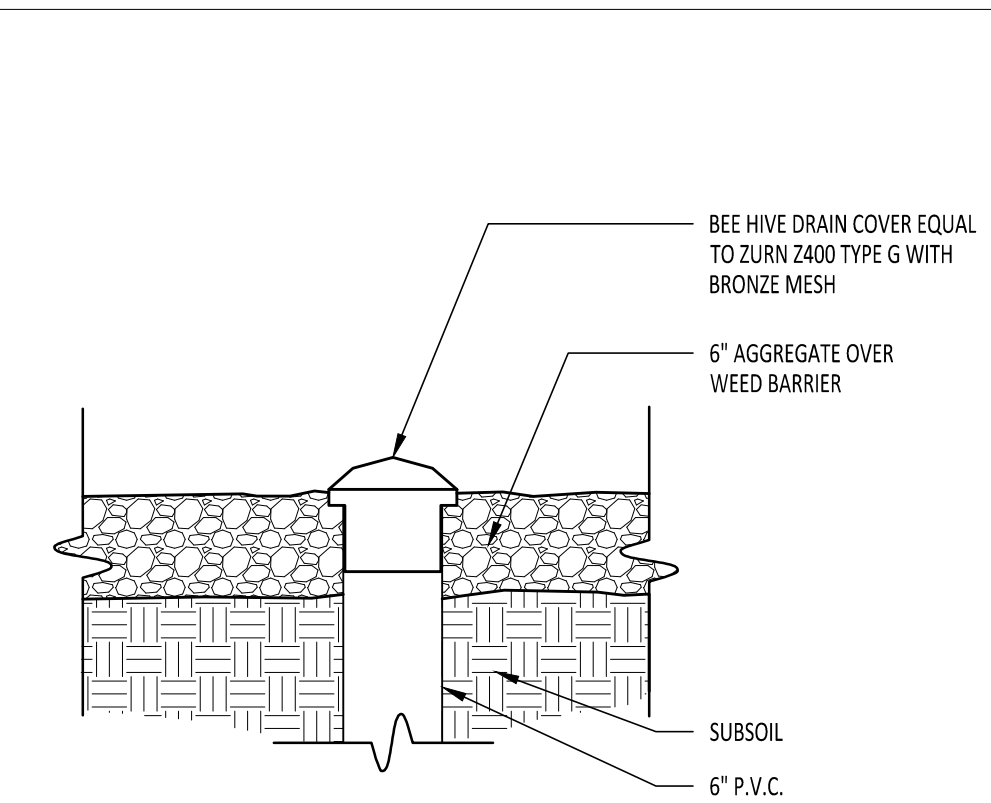 BEE HIVE DRAIN COVER EQUAL
TO ZURN Z400 TYPE G WITH
BRONZE MESH
6" AGGREGATE OVER
WEED BARRIER
SUBSOIL
6" P.V.C.